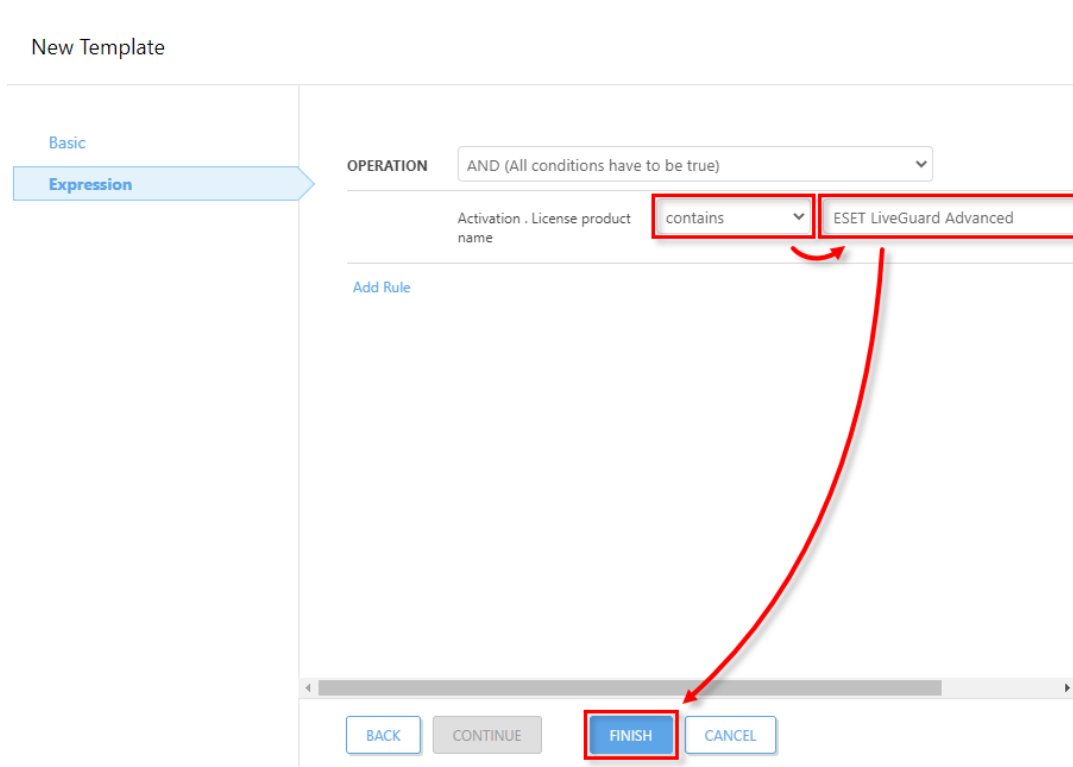 New Template
Basic
Expression
OPERATION
AND (All conditions have to be true)
Activation . License product
name
contains
ESET LiveGuard Advanced
Add Rule
BACK
CONTINUE
FINISH
CANCEL